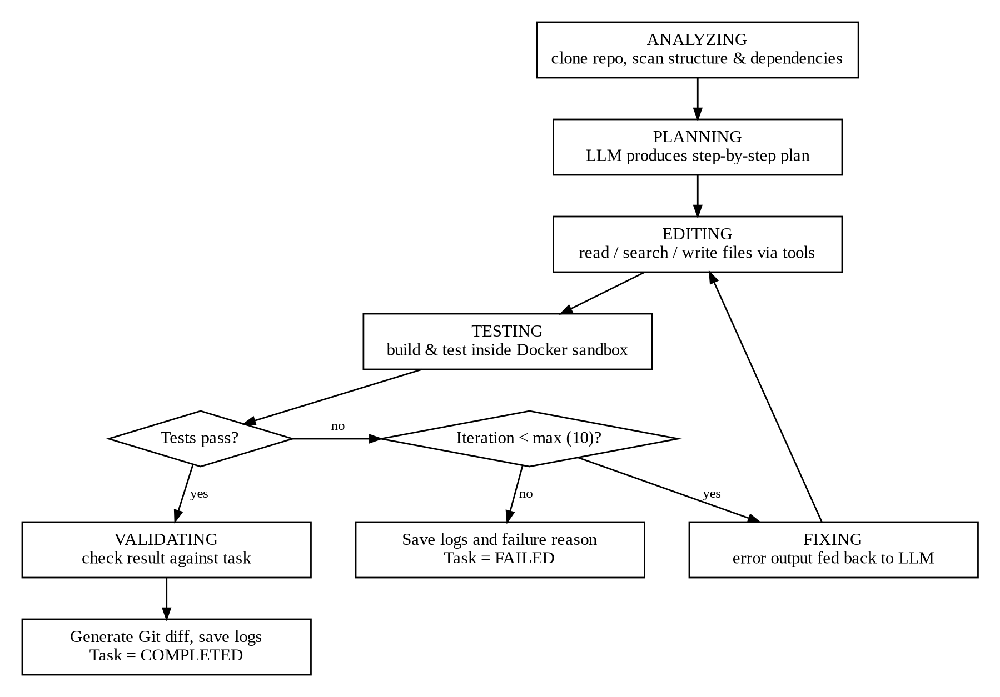 ANALYZING
clone repo, scan structure & dependencies
PLANNING
LLM produces step-by-step plan
EDITING
read / search / write files via tools
TESTING
build & test inside Docker sandbox
Tests pass?
no
Iteration < max (10)?
yes
no
yes
VALIDATING
check result against task
Save logs and failure reason
Task = FAILED
FIXING
error output fed back to LLM
Generate Git diff, save logs
Task = COMPLETED